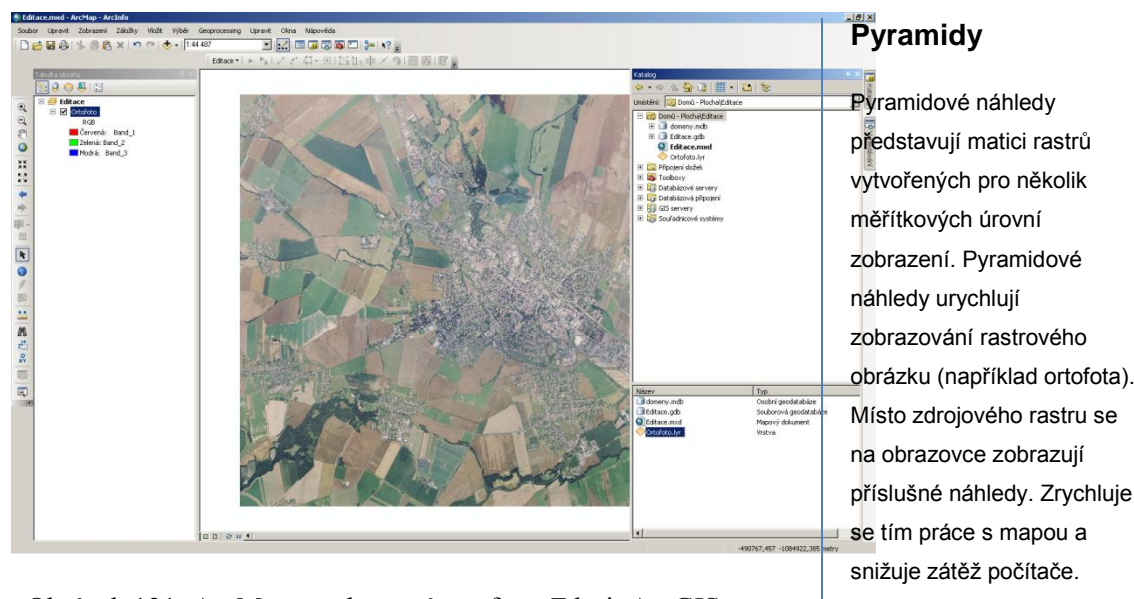 Editace.mxd - ArcMap - ArcInfo
Soubor Upravit Zobrazení Záložky Vložit Výběr Geoprocessing Upravit Okna Nápověda
1:44 487
Editace
Tabulka obsahu
Editace
Ortofoto
RGB
Červená: Band_1
Zelená: Band_2
Modrá: Band_3
Katalog
Umístění: Domů - Plocha\Editace
Domů - Plocha\Editace
domeny.mdb
Editace.gdb
Editace.mxd
Ortofoto.lyr
Připojení složek
Toolboxy
Databázové servery
Databázová připojení
GIS servery
Souřadnicové systémy
Název Typ
domeny.mdb Osobní geodatabáze
Editace.gdb Souborová geodatabáze
Editace.mxd Mapový dokument
Ortofoto.lyr Vrstva
-490767,457 -1084922,385 metry
Pyramidy
Pyramidové náhledy
představují matici rastrů
vytvořených pro několik
měřítkových úrovní
zobrazení. Pyramidové
náhledy urychlují
zobrazování rastrového
obrázku (například ortofota).
Místo zdrojového rastru se
na obrazovce zobrazují
příslušné náhledy. Zrychluje
se tím práce s mapou a
snižuje zátěž počítače.